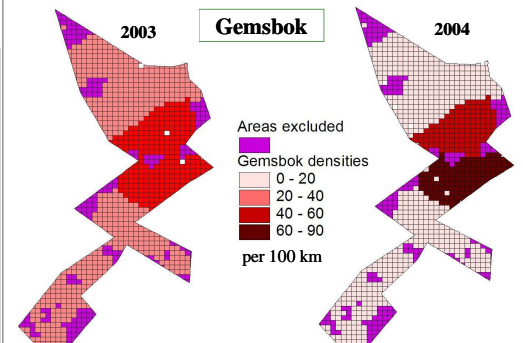 2003
Gemsbok
2004
Areas excluded
Gemsbok densities
0 - 20
20 - 40
40 - 60
60 - 90
per 100 km